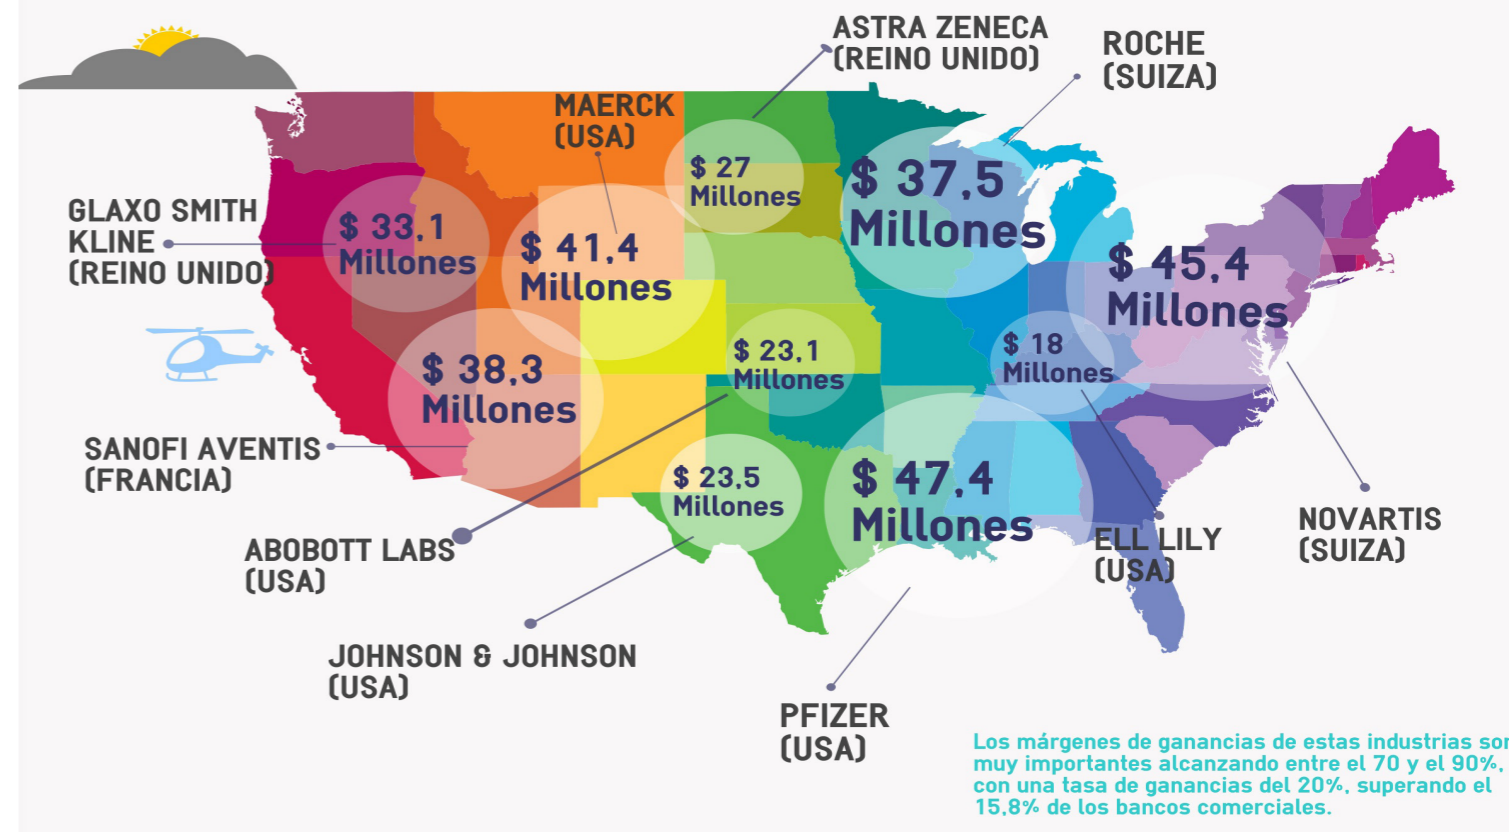 ASTRA ZENECA
(REINO UNIDO)
ROCHE
(SUIZA)
MAERCK
(USA)
$ 27
Millones
$ 37,5
Millones
GLAXO SMITH
KLINE
(REINO UNIDO)
$ 33,1
Millones
$ 41,4
Millones
$ 45,4
Millones
$ 38,3
Millones
$ 23,1
Millones
$ 18
Millones
SANOFI AVENTIS
(FRANCIA)
$ 23,5
Millones
$ 47,4
Millones
ABOBOTT LABS
(USA)
ELL LILY
(USA)
NOVARTIS
(SUIZA)
JOHNSON & JOHNSON
(USA)
PFIZER
(USA)
Los márgenes de ganancias de estas industrias son
muy importantes alcanzando entre el 70 y el 90%,
con una tasa de ganancias del 20%, superando el
15,8% de los bancos comerciales.